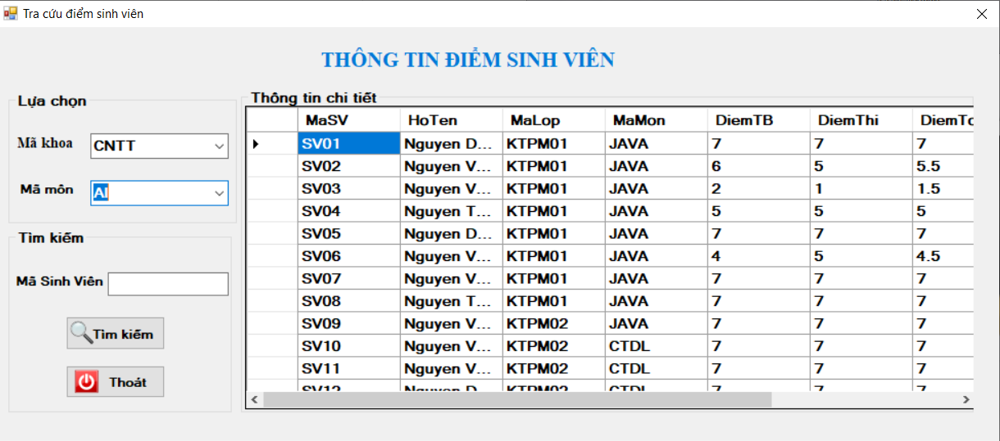 Tra cứu điểm sinh viên
THÔNG TIN ĐIỂM SINH VIÊN
Lựa chọn
Mã khoa CNTT
Mã môn AI
Tìm kiếm
Mã Sinh Viên
Tìm kiếm
Thoát
Thông tin chi tiết
MaSV HoTen MaLop MaMon DiemTB DiemThi DiemTo
SV01 Nguyen D... KTPM01 JAVA 7 7 7
SV02 Nguyen V... KTPM01 JAVA 6 5 5.5
SV03 Nguyen V... KTPM01 JAVA 2 1 1.5
SV04 Nguyen T... KTPM01 JAVA 5 5 5
SV05 Nguyen D... KTPM01 JAVA 7 7 7
SV06 Nguyen V... KTPM01 JAVA 4 5 4.5
SV07 Nguyen V... KTPM01 JAVA 7 7 7
SV08 Nguyen T... KTPM01 JAVA 7 7 7
SV09 Nguyen V... KTPM02 JAVA 7 7 7
SV10 Nguyen V... KTPM02 CTDL 7 7 7
SV11 Nguyen V... KTPM02 CTDL 7 7 7
SV12 Nguyen D... KTPM02 CTDL 7 7 7